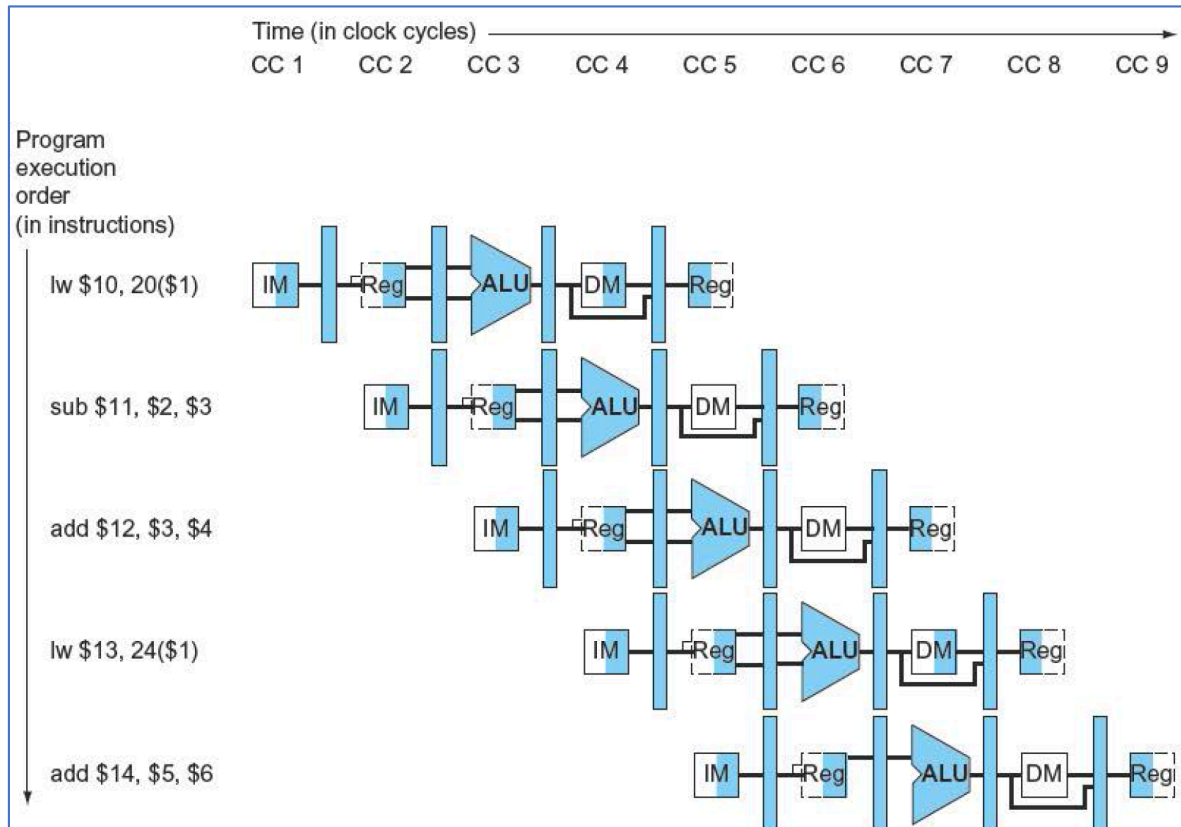 Time (in clock cycles)
CC 1 CC 2 CC 3 CC 4 CC 5 CC 6 CC 7 CC 8 CC 9
Program
execution
order
(in instructions)
lw $10, 20($1) IM Reg ALU DM Reg
sub $11, $2, $3 IM Reg ALU DM Reg
add $12, $3, $4 IM Reg ALU DM Reg
lw $13, 24($1) IM Reg ALU DM Reg
add $14, $5, $6 IM Reg ALU DM Reg